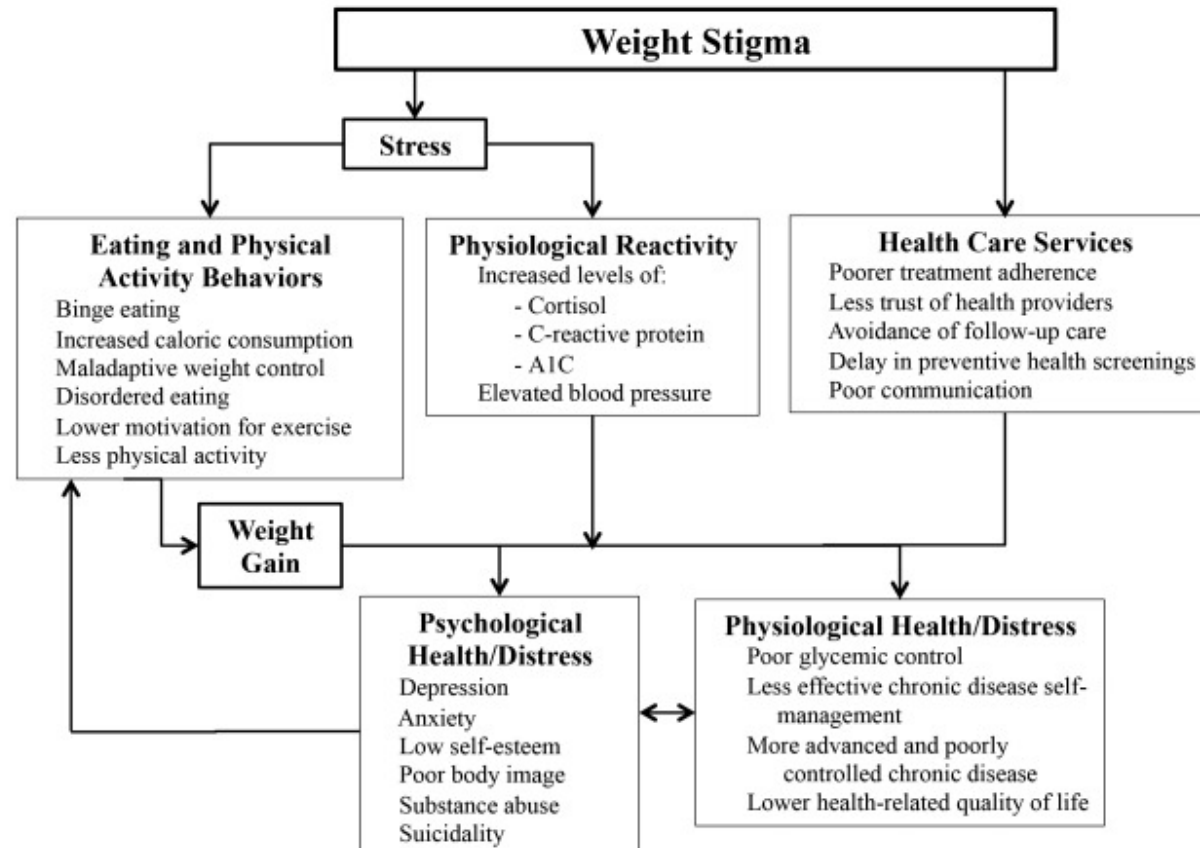 Weight Stigma
Stress
Eating and Physical
Activity Behaviors
Binge eating
Increased caloric consumption
Maladaptive weight control
Disordered eating
Lower motivation for exercise
Less physical activity
Physiological Reactivity
Increased levels of:
- Cortisol
- C-reactive protein
- A1C
Elevated blood pressure
Health Care Services
Poorer treatment adherence
Less trust of health providers
Avoidance of follow-up care
Delay in preventive health screenings
Poor communication
Weight
Gain
Psychological
Health/Distress
Depression
Anxiety
Low self-esteem
Poor body image
Substance abuse
Suicidality
Physiological Health/Distress
Poor glycemic control
Less effective chronic disease self-
management
More advanced and poorly
controlled chronic disease
Lower health-related quality of life